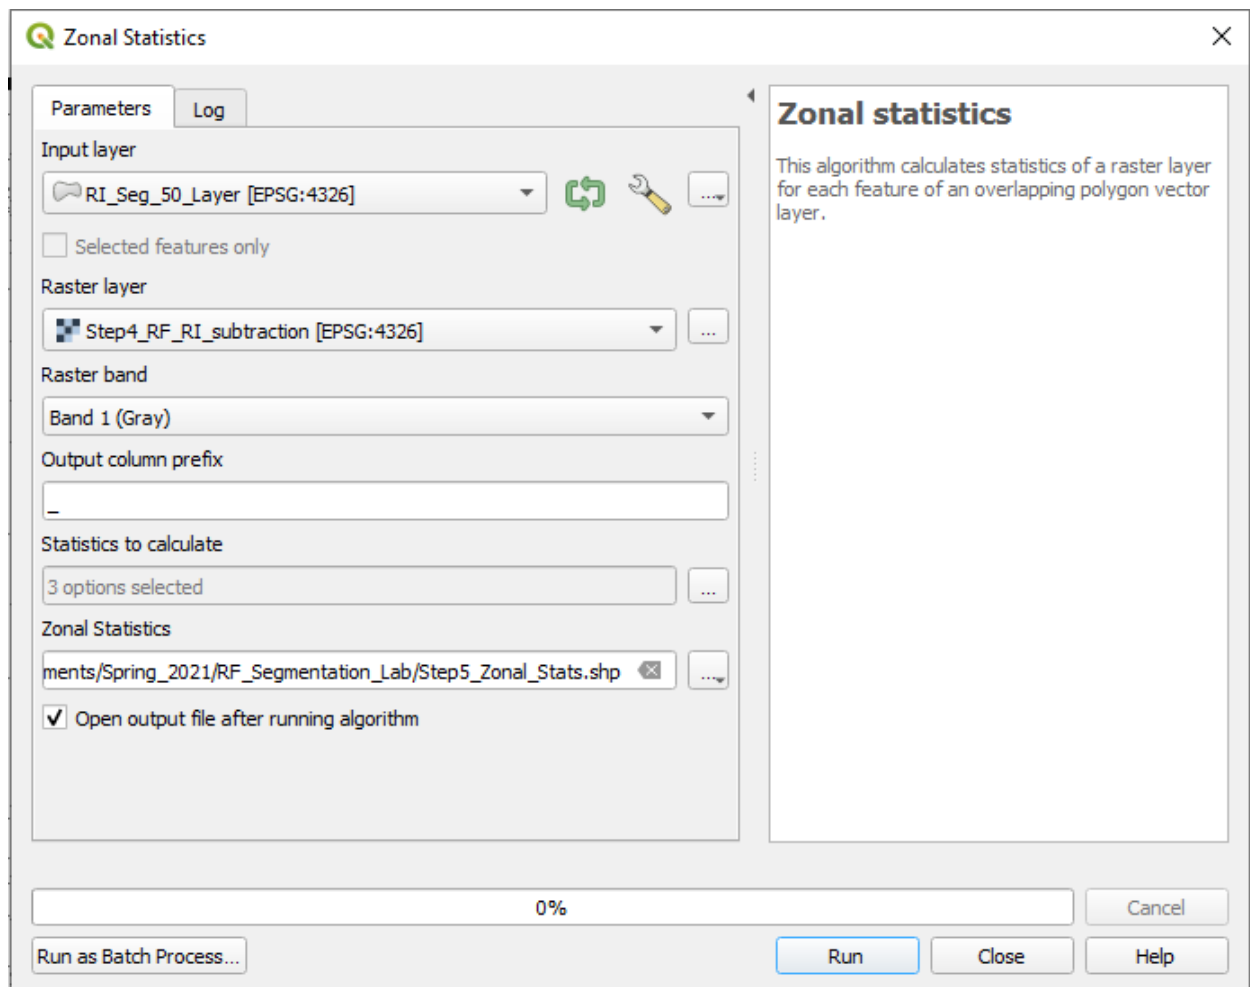 Zonal Statistics
Parameters
Log
Input layer
RI_Seg_50_Layer [EPSG:4326]
...
Selected features only
Raster layer
Step4_RF_RI_subtraction [EPSG:4326]
...
Raster band
Band 1 (Gray)
Output column prefix
_
Statistics to calculate
3 options selected
...
Zonal Statistics
ments/Spring_2021/RF_Segmentation_Lab/Step5_Zonal_Stats.shp
...
Open output file after running algorithm
Zonal statistics
This algorithm calculates statistics of a raster layer
for each feature of an overlapping polygon vector
layer.
0%
Cancel
Run as Batch Process...
Run
Close
Help